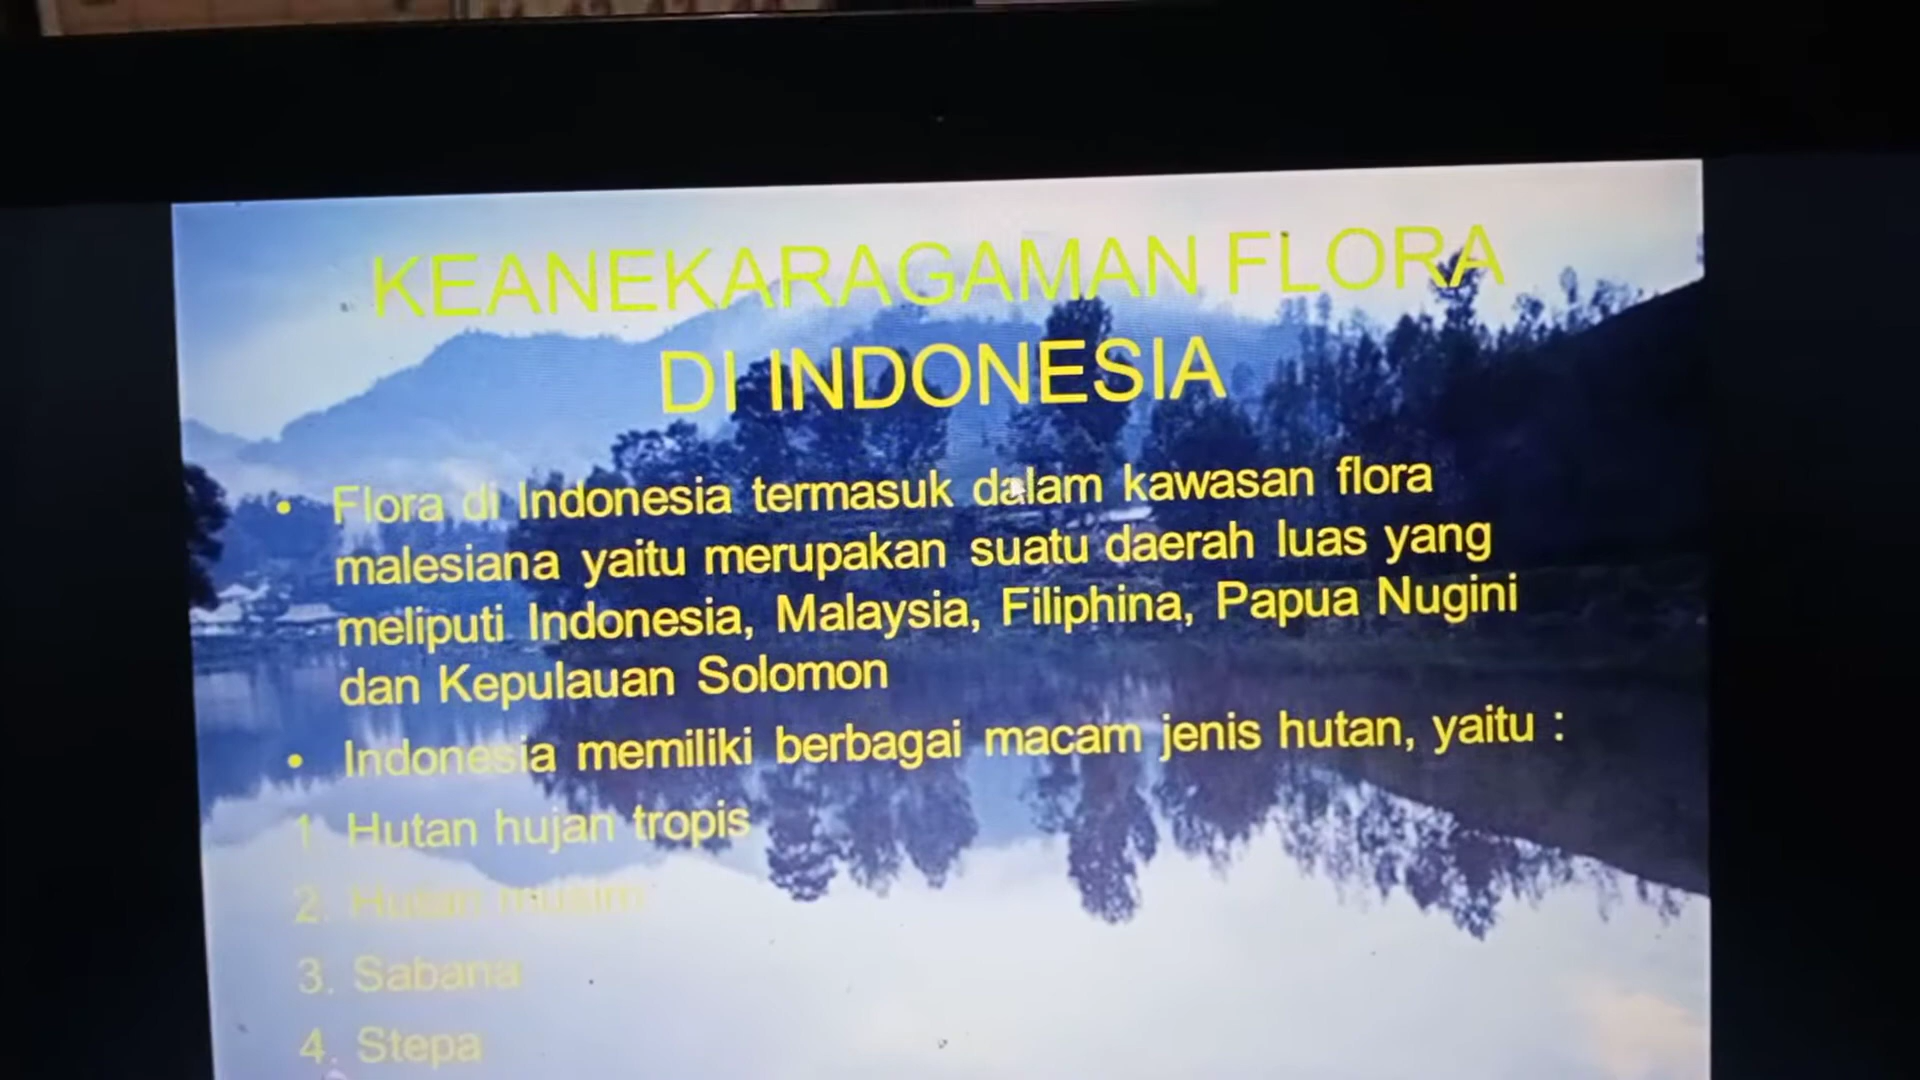 KEANEKARAGAMAN FLORA
DI INDONESIA
• Flora di Indonesia termasuk dalam kawasan flora
malesiana yaitu merupakan suatu daerah luas yang
meliputi Indonesia, Malaysia, Filiphina, Papua Nugini
dan Kepulauan Solomon
• Indonesia memiliki berbagai macam jenis hutan, yaitu :
1. Hutan hujan tropis
2. Hutan musim
3. Sabana
4. Stepa